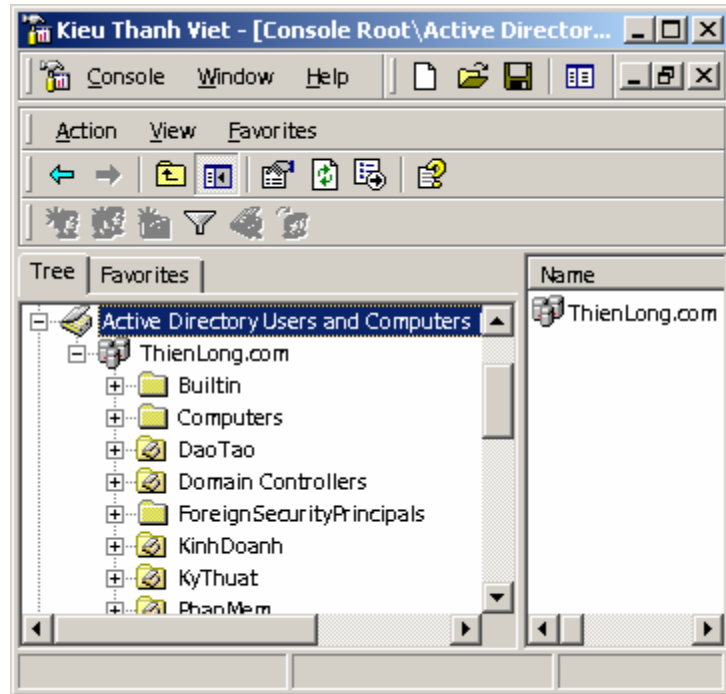 Kieu Thanh Viet - [Console Root\Active Director...
Console Window Help
Action View Favorites
Tree Favorites
Name
Active Directory Users and Computers
ThienLong.com
ThienLong.com
Builtin
Computers
DaoTao
Domain Controllers
ForeignSecurityPrincipals
KinhDoanh
KyThuat
PhanMem